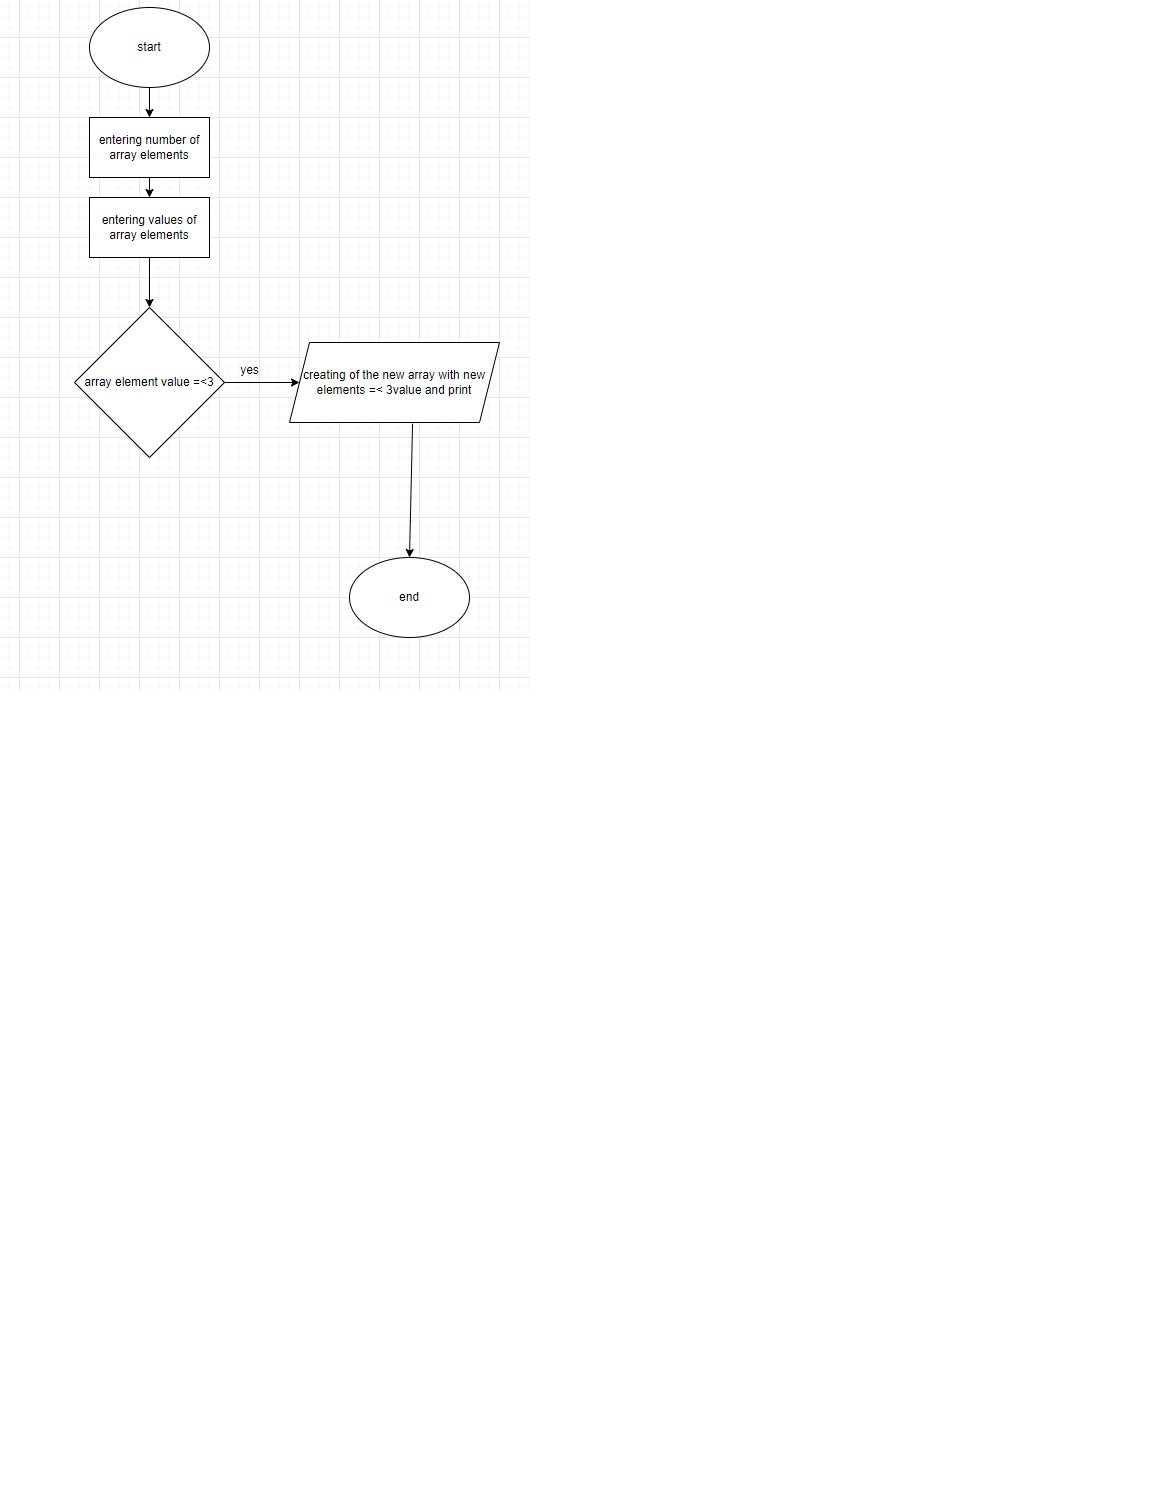 start
entering number of
array elements
entering values of
array elements
array element value =<3
yes
creating of the new array with new
elements =< 3value and print
end